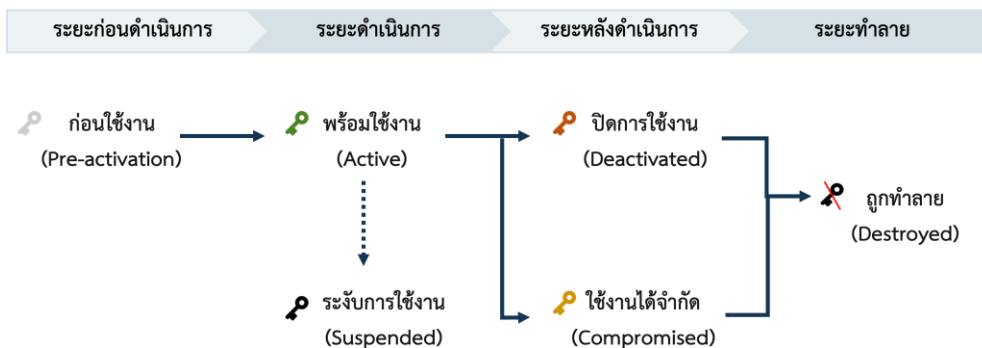 ระยะก่อนดำเนินการ
ระยะดำเนินการ
ระยะหลังดำเนินการ
ระยะทำลาย
ก่อนใช้งาน
(Pre-activation)
พร้อมใช้งาน
(Active)
ปิดการใช้งาน
(Deactivated)
ถูกทำลาย
(Destroyed)
ระงับการใช้งาน
(Suspended)
ใช้งานได้จำกัด
(Compromised)